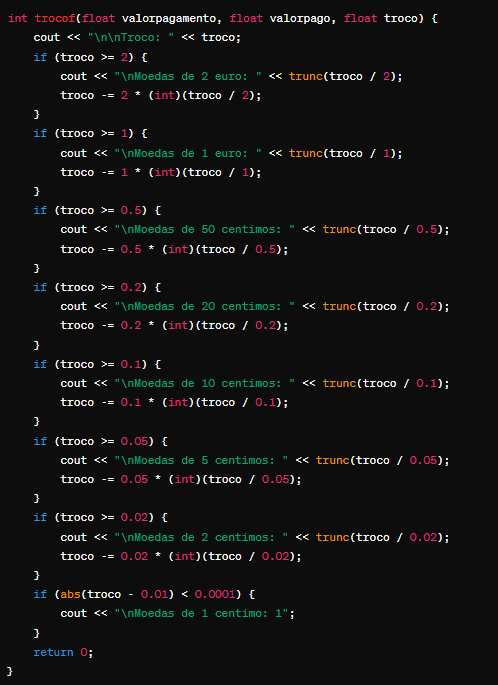 int trocof(float valorpagamento, float valorpago, float troco) {
    cout << "\n\nTroco: " << troco;
    if (troco >= 2) {
        cout << "\nMoedas de 2 euro: " << trunc(troco / 2);
        troco -= 2 * (int)(troco / 2);
    }
    if (troco >= 1) {
        cout << "\nMoedas de 1 euro: " << trunc(troco / 1);
        troco -= 1 * (int)(troco / 1);
    }
    if (troco >= 0.5) {
        cout << "\nMoedas de 50 centimos: " << trunc(troco / 0.5);
        troco -= 0.5 * (int)(troco / 0.5);
    }
    if (troco >= 0.2) {
        cout << "\nMoedas de 20 centimos: " << trunc(troco / 0.2);
        troco -= 0.2 * (int)(troco / 0.2);
    }
    if (troco >= 0.1) {
        cout << "\nMoedas de 10 centimos: " << trunc(troco / 0.1);
        troco -= 0.1 * (int)(troco / 0.1);
    }
    if (troco >= 0.05) {
        cout << "\nMoedas de 5 centimos: " << trunc(troco / 0.05);
        troco -= 0.05 * (int)(troco / 0.05);
    }
    if (troco >= 0.02) {
        cout << "\nMoedas de 2 centimos: " << trunc(troco / 0.02);
        troco -= 0.02 * (int)(troco / 0.02);
    }
    if (abs(troco - 0.01) < 0.0001) {
        cout << "\nMoedas de 1 centimo: 1";
    }
    return 0;
}